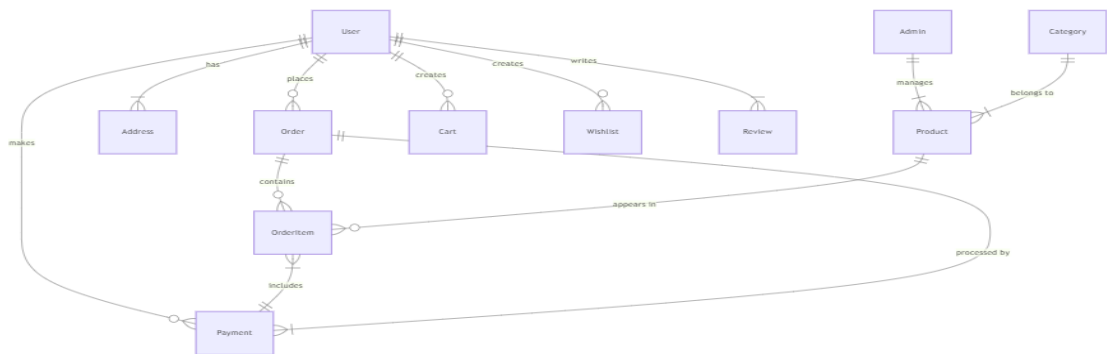 User
Admin
Category
has
places
creates
creates
writes
manages
belongs to
Address
Order
Cart
Wishlist
Review
Product
makes
contains
appears in
OrderItem
processed by
includes
Payment